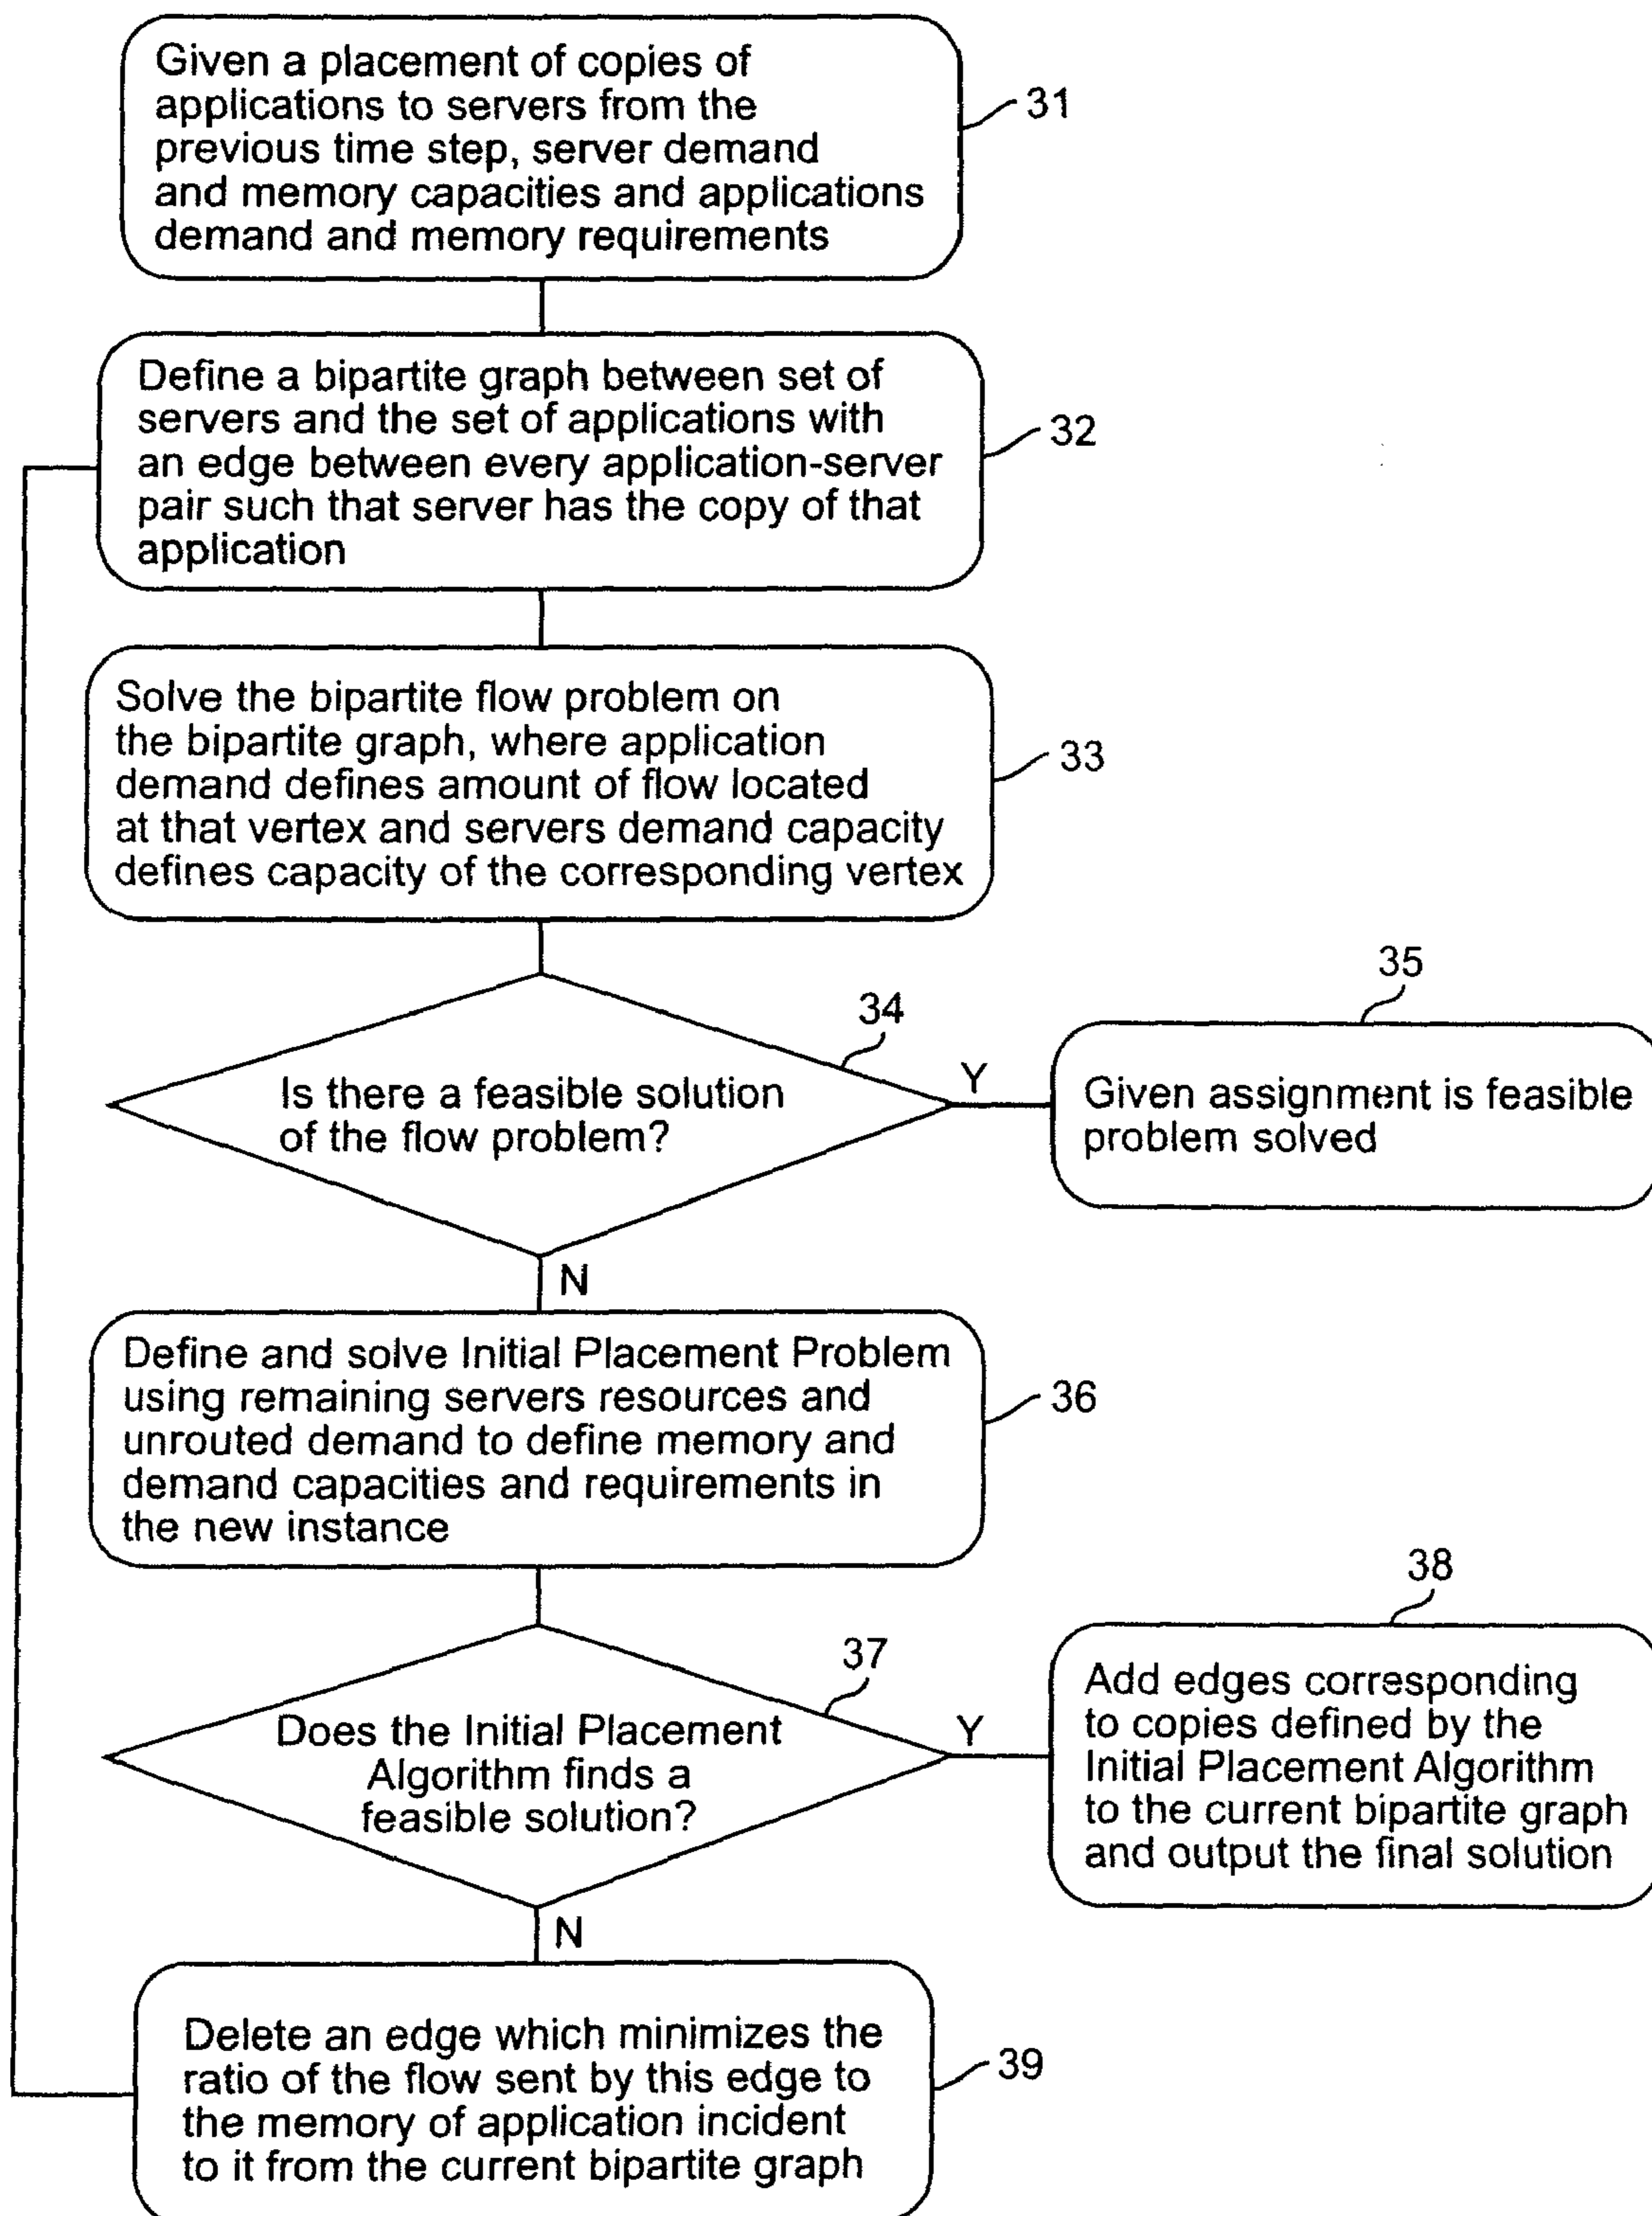 Given a placement of copies of
applications to servers from the
previous time step, server demand
and memory capacities and applications
demand and memory requirements
31
Define a bipartite graph between set of
servers and the set of applications with
an edge between every application-server
pair such that server has the copy of that
application
32
Solve the bipartite flow problem on
the bipartite graph, where application
demand defines amount of flow located
at that vertex and servers demand capacity
defines capacity of the corresponding vertex
33
34
Is there a feasible solution
of the flow problem?
Y
35
Given assignment is feasible
problem solved
N
Define and solve Initial Placement Problem
using remaining servers resources and
unrouted demand to define memory and
demand capacities and requirements in
the new instance
36
37
Does the Initial Placement
Algorithm finds a
feasible solution?
Y
38
Add edges corresponding
to copies defined by the
Initial Placement Algorithm
to the current bipartite graph
and output the final solution
N
Delete an edge which minimizes the
ratio of the flow sent by this edge to
the memory of application incident
to it from the current bipartite graph
39